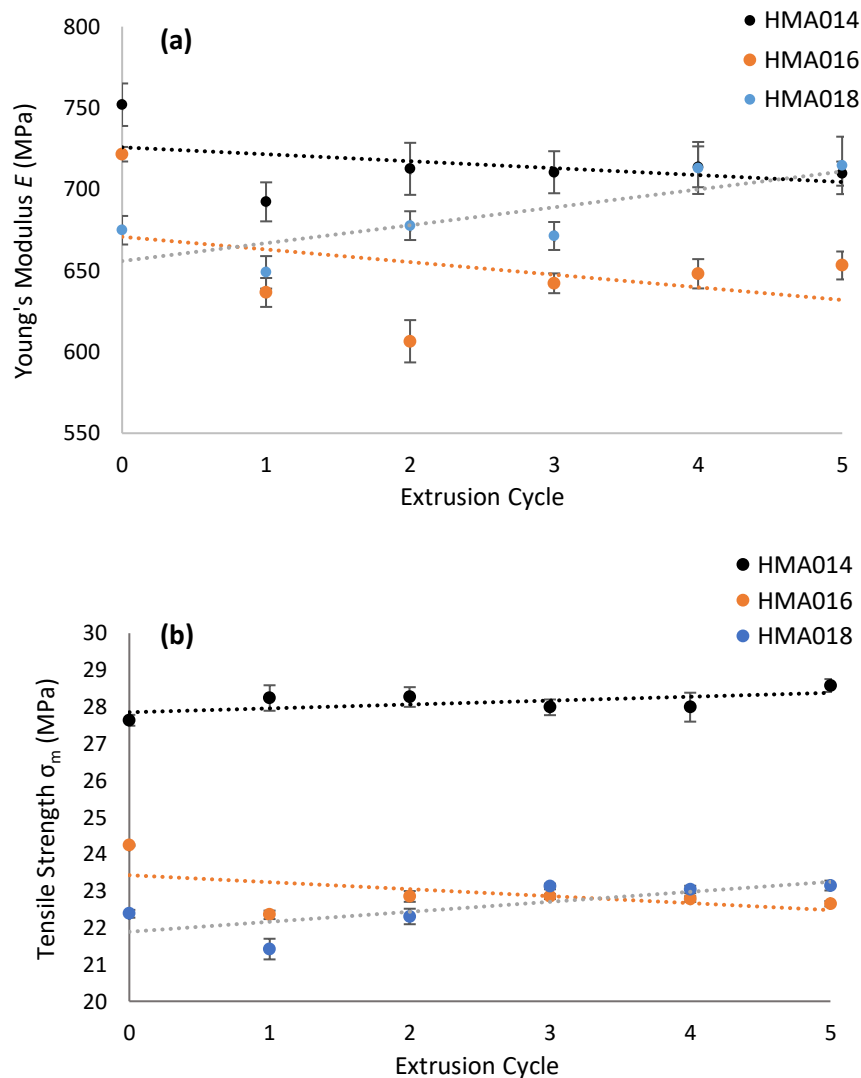 (a)
HMA014
HMA016
HMA018
800
750
700
650
600
550
Young's Modulus E (MPa)
0 1 2 3 4 5
Extrusion Cycle
(b)
HMA014
HMA016
HMA018
30
29
28
27
26
25
24
23
22
21
20
Tensile Strength σm (MPa)
0 1 2 3 4 5
Extrusion Cycle